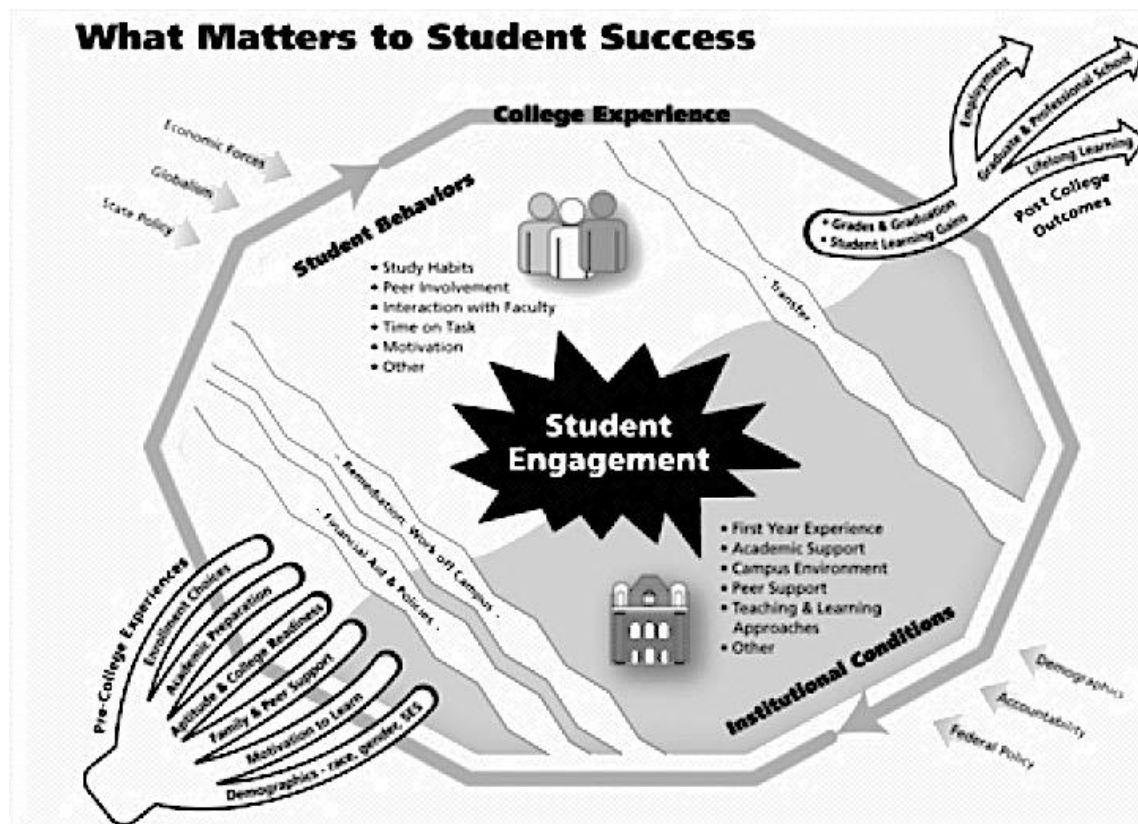 What Matters to Student Success
College Experience
Economic Forces
Globalism
State Policy
Student Behaviors
• Study Habits
• Peer Involvement
• Interaction with Faculty
• Time on Task
• Motivation
• Other
Employment
Graduate & Professional School
Lifelong Learning
• Grades & Graduation
• Student Learning Gains
Post College
Outcomes
- Transfer -
Student
Engagement
- Remediation: Work off Campus -
- Financial Aid & Policies -
• First Year Experience
• Academic Support
• Campus Environment
• Peer Support
• Teaching & Learning
Approaches
• Other
Institutional Conditions
Pre-College Experiences
Enrollment Choices
Academic Preparation
Aptitude & College Readiness
Family & Peer Support
Motivation to Learn
Demographics - race, gender, SES
Demographics
Accountability
Federal Policy